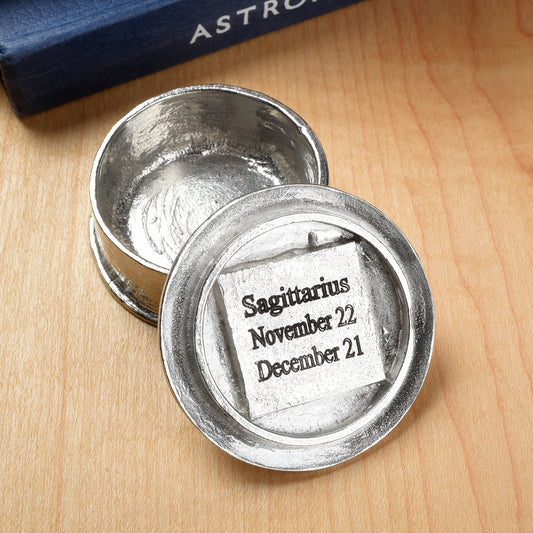 ASTRO
Sagittarius
November 22
December 21